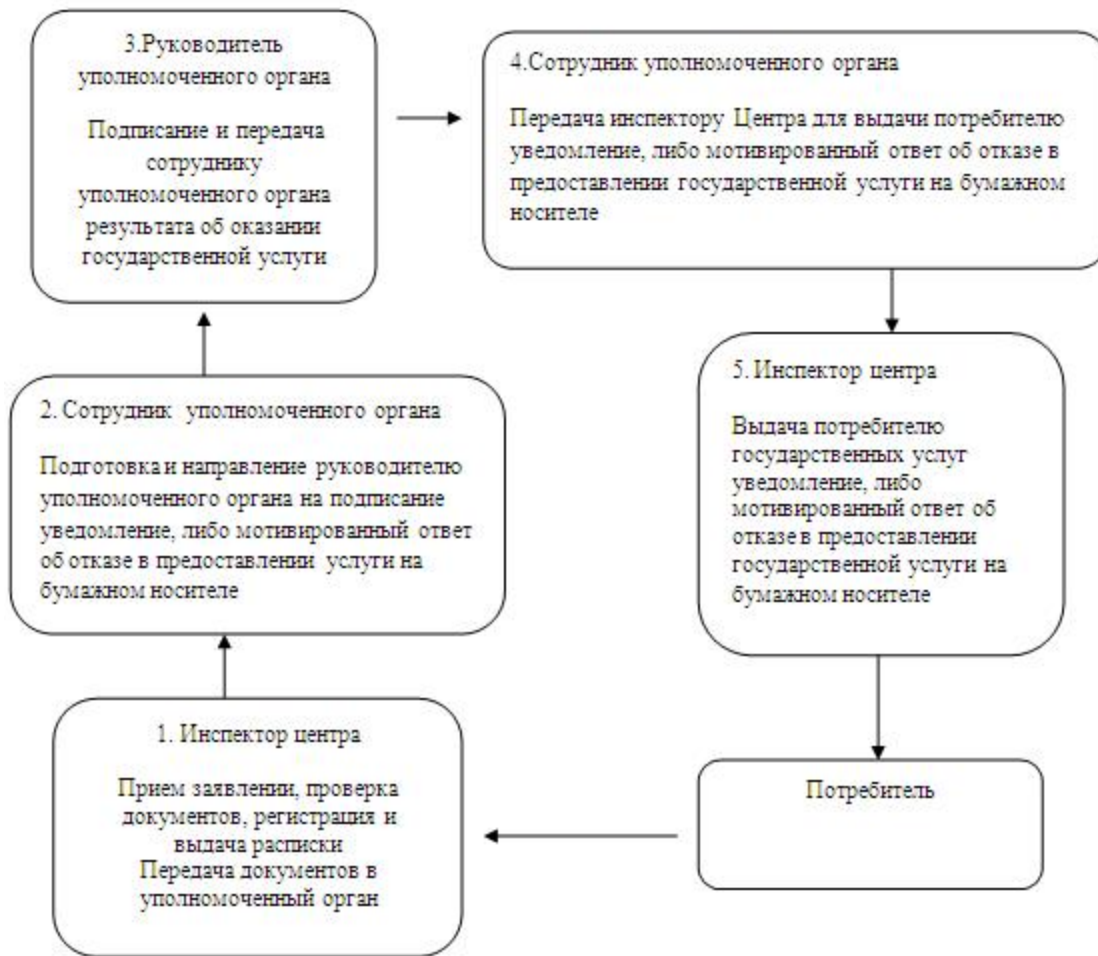 3.Руководитель
уполномоченного органа
Подписание и передача
сотруднику
уполномоченного органа
результата об оказании
государственной услуги
4.Сотрудник уполномоченного органа
Передача инспектору Центра для выдачи потребителю
уведомление, либо мотивированный ответ об отказе в
предоставлении государственной услуги на бумажном
носителе
2. Сотрудник уполномоченного органа
Подготовка и направление руководителю
уполномоченного органа на подписание
уведомление, либо мотивированный ответ
об отказе в предоставлении услуги на
бумажном носителе
5. Инспектор центра
Выдача потребителю
государственных услуг
уведомление, либо
мотивированный ответ об
отказе в предоставлении
государственной услуги на
бумажном носителе
1. Инспектор центра
Прием заявлении, проверка
документов, регистрация и
выдача расписки
Передача документов в
уполномоченный орган
Потребитель